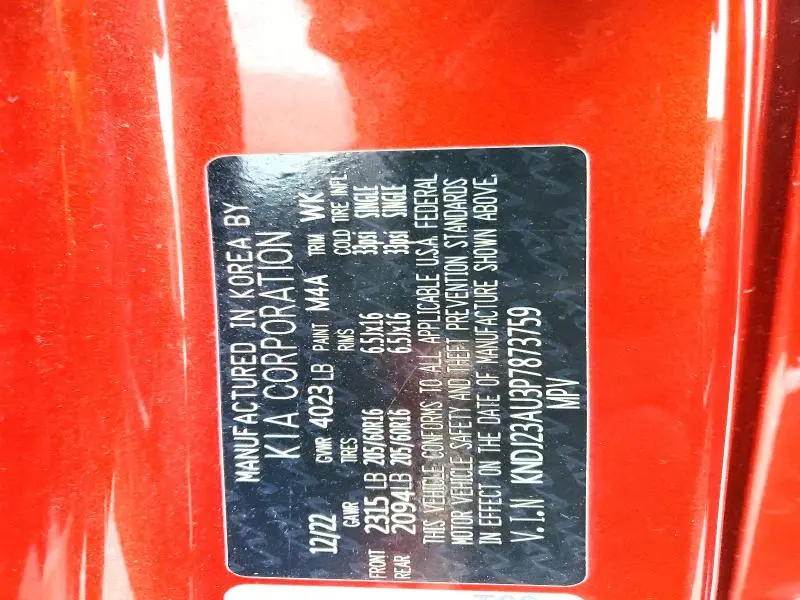 MANUFACTURED IN KOREA BY
KIA CORPORATION
12/22 GVWR 4023 LB PAINT M4A TRIM WK
GAWR TIRES RIMS COLD TIRE INFL.
FRONT 2315 LB 205/60R16 6.5Jx16 33psi SINGLE
REAR 2094LB 205/60R16 6.5Jx16 33psi SINGLE
THIS VEHICLE CONFORMS TO ALL APPLICABLE U.S.A. FEDERAL
MOTOR VEHICLE SAFETY AND THEFT PREVENTION STANDARDS
IN EFFECT ON THE DATE OF MANUFACTURE SHOWN ABOVE.
V.I.N KNDJ23AU3P7873759
MPV